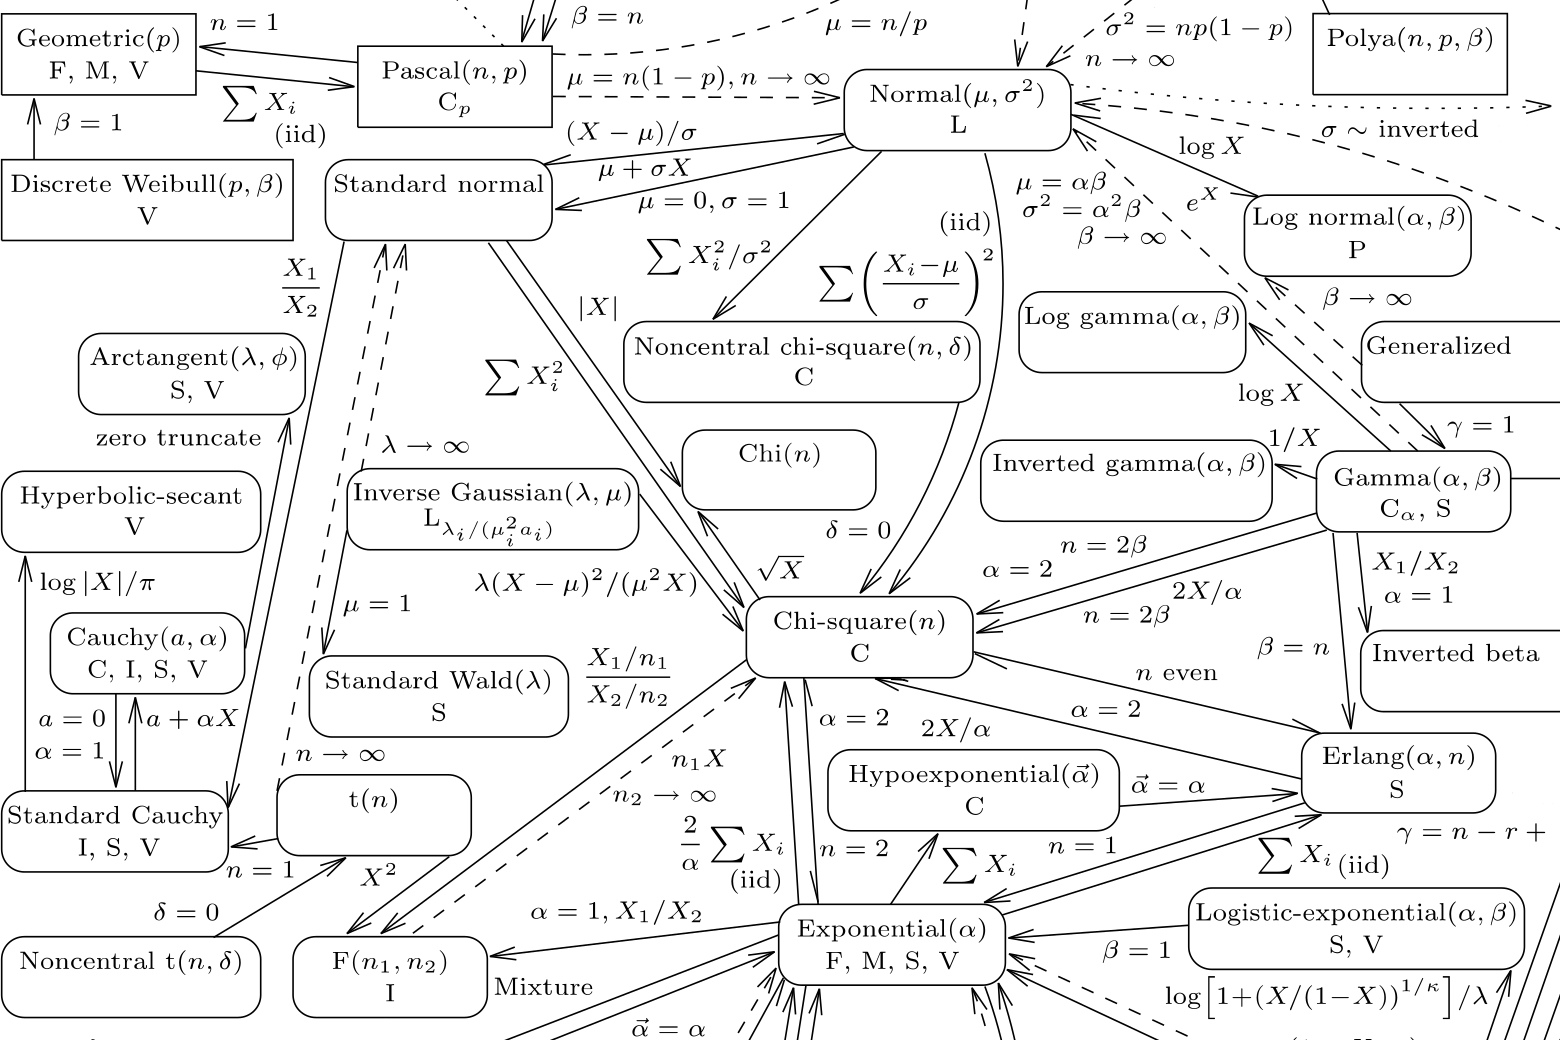 n = 1
β = n
μ = n/p
σ² = np(1 − p)
n → ∞
Polya(n, p, β)
Geometric(p)
F, M, V
Pascal(n, p)
C_p
μ = n(1 − p), n → ∞
Normal(μ, σ²)
L
σ ∼ inverted
∑ X_i
(iid)
β = 1
(X − μ)/σ
μ + σX
μ = 0, σ = 1
log X
e^X
Discrete Weibull(p, β)
V
Standard normal
μ = αβ
σ² = α²β
β → ∞
Log normal(α, β)
P
(iid)
∑ X_i²/σ²
∑ ((X_i−μ)/σ)²
X₁
X₂
|X|
β → ∞
Log gamma(α, β)
Generalized
Arctangent(λ, φ)
S, V
Noncentral chi-square(n, δ)
C
∑ X_i²
log X
zero truncate
λ → ∞
γ = 1
1/X
Chi(n)
Inverted gamma(α, β)
Gamma(α, β)
C_α, S
Hyperbolic-secant
V
Inverse Gaussian(λ, μ)
L_{λ_i/(μ_i² a_i)}
δ = 0
n = 2β
α = 2
√X
log |X|/π
λ(X − μ)²/(μ²X)
2X/α
n = 2β
X₁/X₂
α = 1
μ = 1
Cauchy(a, α)
C, I, S, V
Chi-square(n)
C
β = n
Inverted beta
Standard Wald(λ)
S
X₁/n₁
X₂/n₂
n even
α = 2
a = 0
α = 1
a + αX
α = 2
2X/α
n → ∞
n₁X
n₂ → ∞
Erlang(α, n)
S
Hypoexponential(α⃗)
C
α⃗ = α
t(n)
Standard Cauchy
I, S, V
n = 1
2/α ∑ X_i
(iid)
n = 2
∑ X_i
n = 1
∑ X_i (iid)
γ = n − r +
X²
δ = 0
α = 1, X₁/X₂
Exponential(α)
F, M, S, V
Logistic-exponential(α, β)
S, V
β = 1
Noncentral t(n, δ)
F(n₁, n₂)
I
Mixture
α⃗ = α
log[1+(X/(1−X))^{1/κ}]/λ